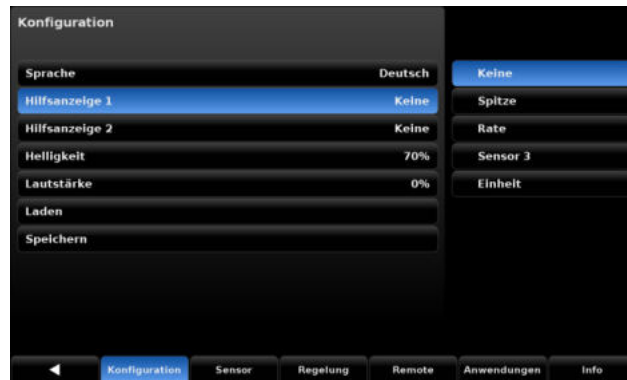 Konfiguration
Sprache Deutsch
Hilfsanzeige 1 Keine
Hilfsanzeige 2 Keine
Helligkeit 70%
Lautstärke 0%
Laden
Speichern
Keine
Spitze
Rate
Sensor 3
Einheit
Konfiguration Sensor Regelung Remote Anwendungen Info